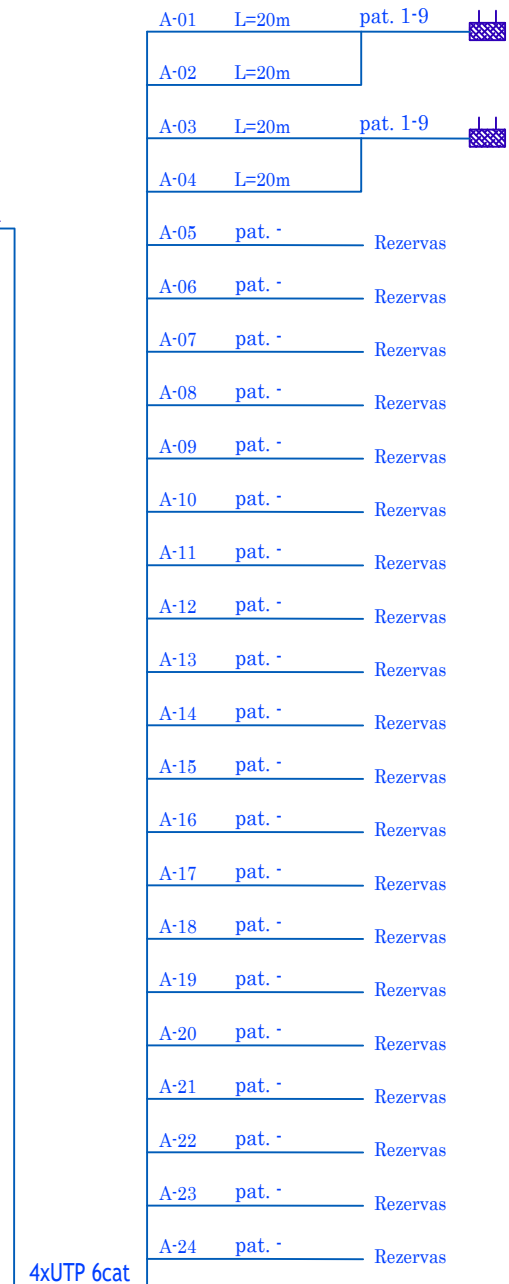 A-01 L=20m pat. 1-9
A-02 L=20m
A-03 L=20m pat. 1-9
A-04 L=20m
A-05 pat. - Rezervas
A-06 pat. - Rezervas
A-07 pat. - Rezervas
A-08 pat. - Rezervas
A-09 pat. - Rezervas
A-10 pat. - Rezervas
A-11 pat. - Rezervas
A-12 pat. - Rezervas
A-13 pat. - Rezervas
A-14 pat. - Rezervas
A-15 pat. - Rezervas
A-16 pat. - Rezervas
A-17 pat. - Rezervas
A-18 pat. - Rezervas
A-19 pat. - Rezervas
A-20 pat. - Rezervas
A-21 pat. - Rezervas
A-22 pat. - Rezervas
A-23 pat. - Rezervas
A-24 pat. - Rezervas
4xUTP 6cat